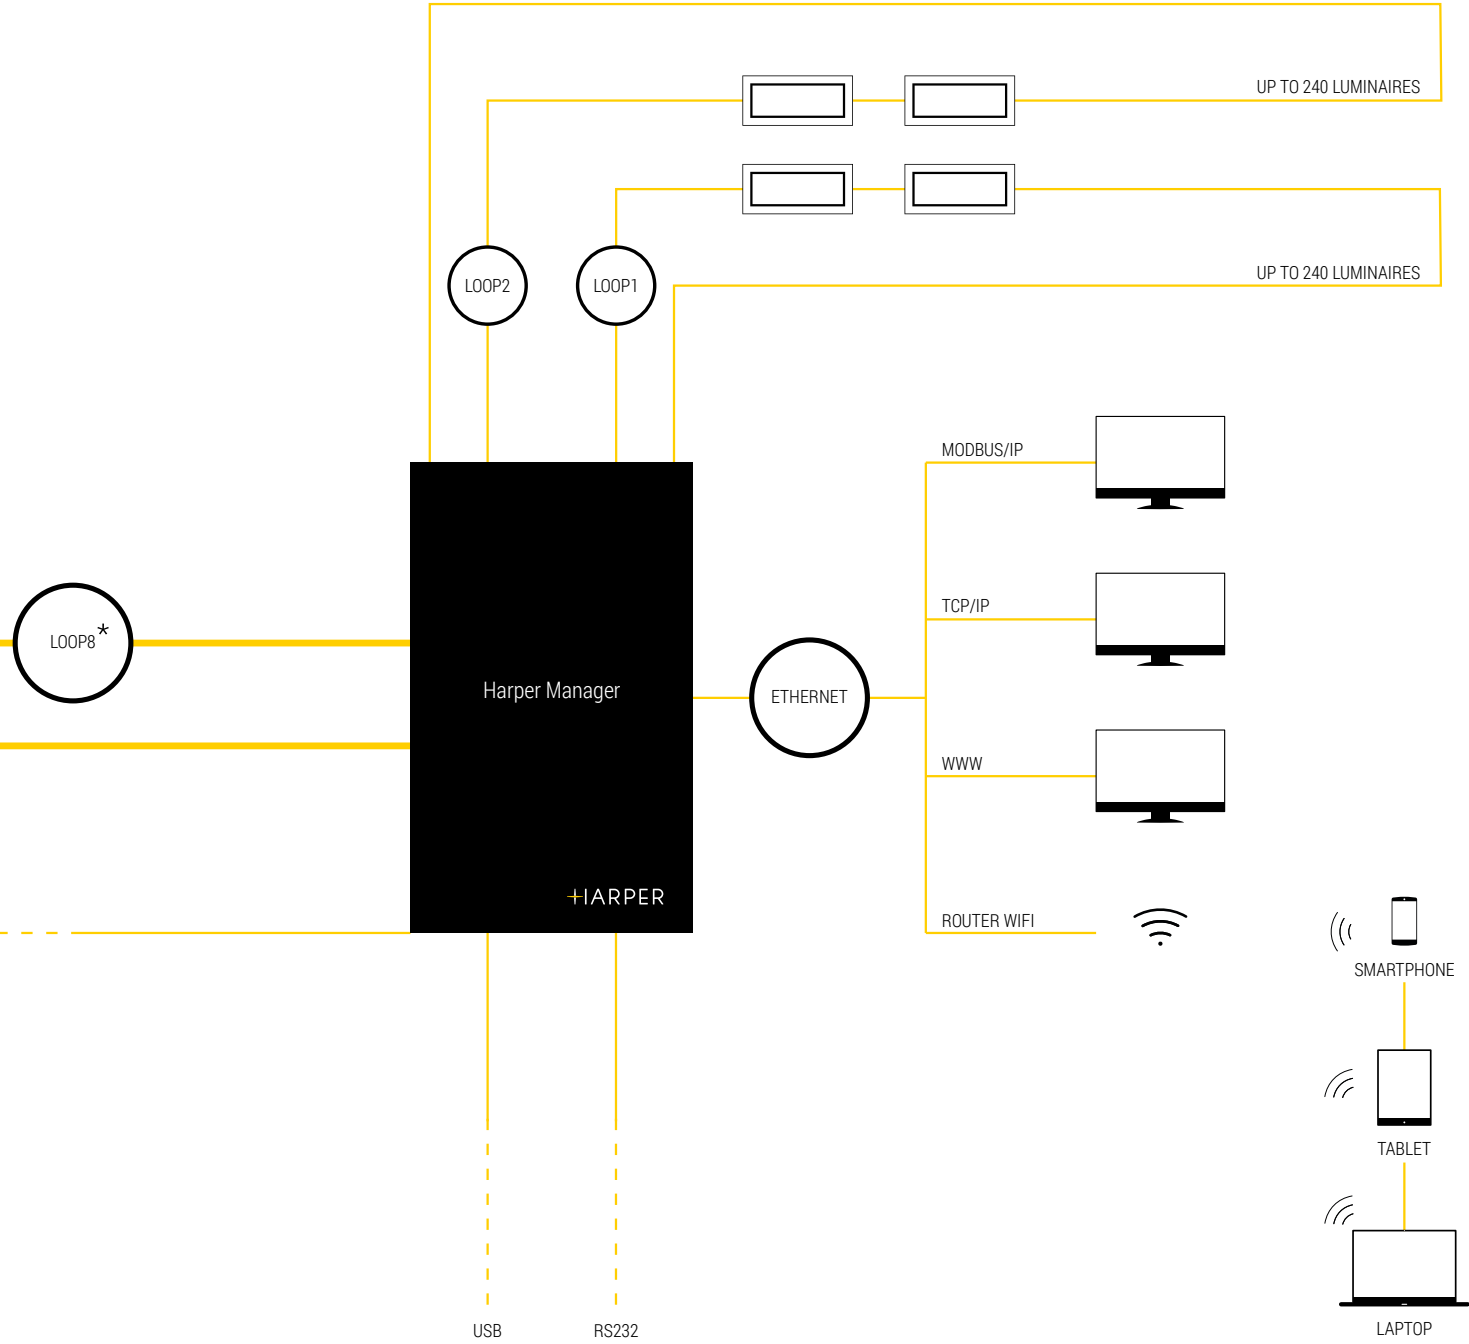 UP TO 240 LUMINAIRES
LOOP2
LOOP1
UP TO 240 LUMINAIRES
MODBUS/IP
TCP/IP
LOOP8*
Harper Manager
ETHERNET
WWW
HARPER
ROUTER WIFI
SMARTPHONE
TABLET
USB
RS232
LAPTOP